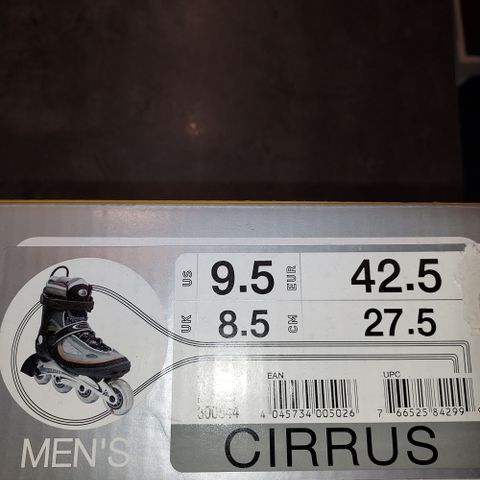 US 9.5 EUR 42.5
UK 8.5 CM 27.5
EAN UPC
4 045734 005026 7 66525 84299
MEN'S CIRRUS